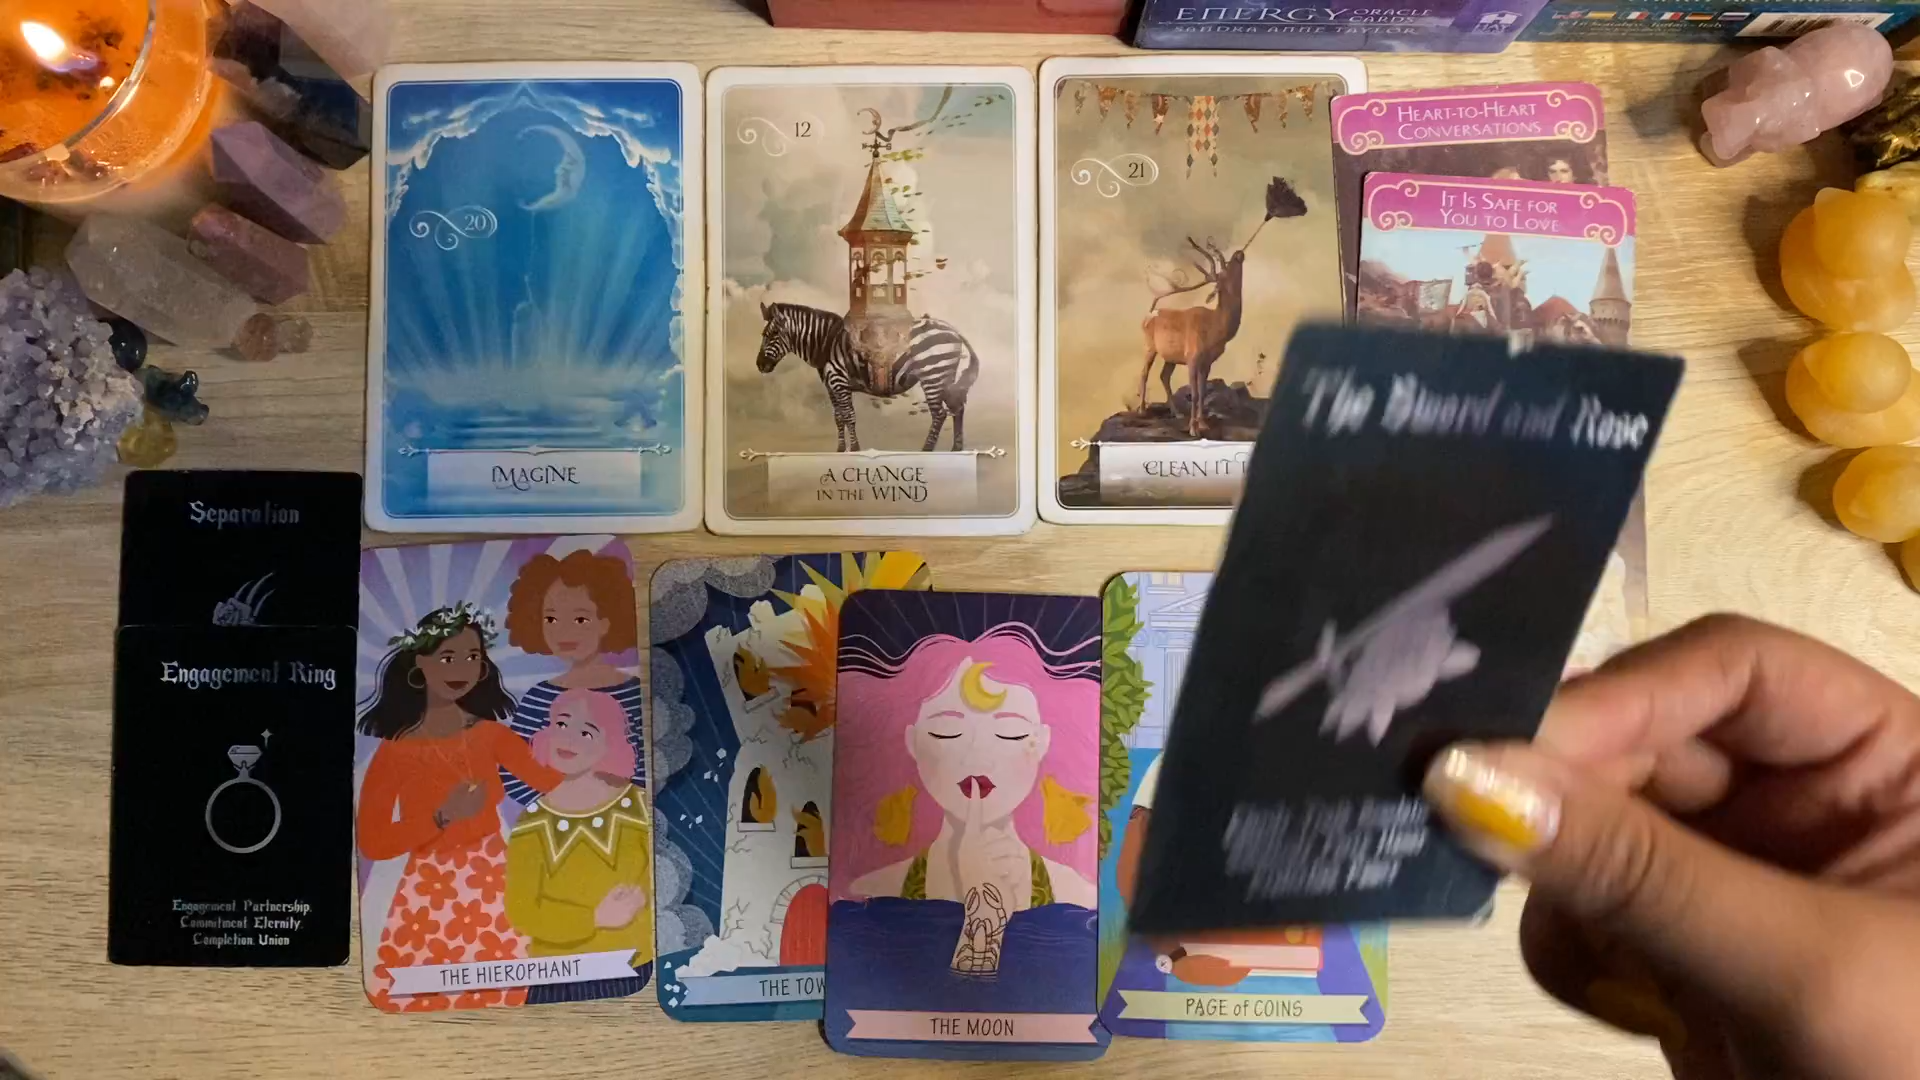 ENERGY ORACLE
CARDS
SANDRA ANNE TAYLOR
20
IMAGINE
12
A CHANGE
IN THE WIND
21
CLEAN IT
HEART-TO-HEART
CONVERSATIONS
IT IS SAFE FOR
YOU TO LOVE
The Sword and Rose
Separation
Engagement Ring
Engagement, Partnership,
Commitment, Eternity,
Completion, Union
THE HIEROPHANT
THE TOW
THE MOON
PAGE of COINS